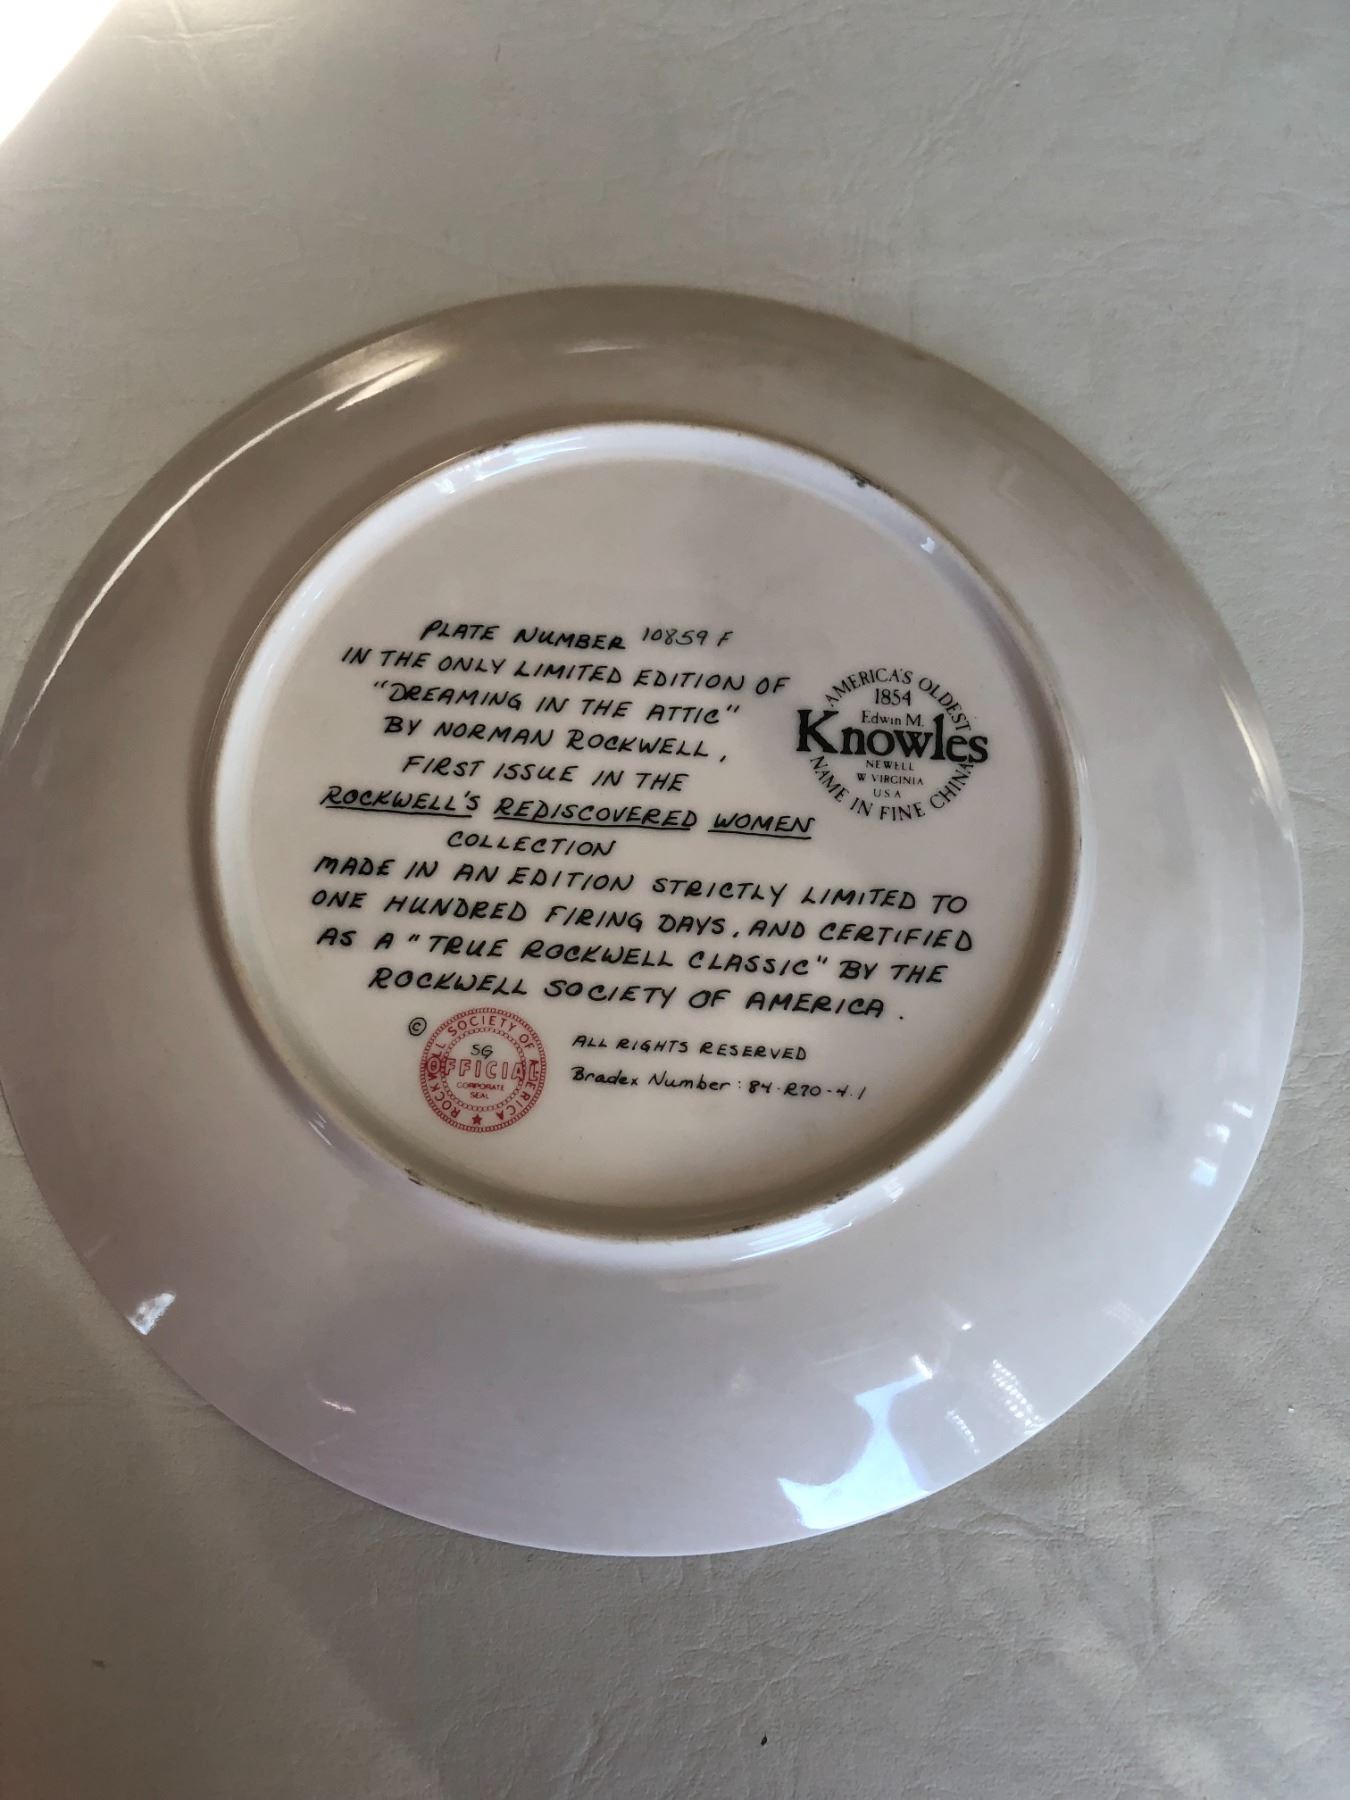 PLATE NUMBER 10859 F
IN THE ONLY LIMITED EDITION OF
"DREAMING IN THE ATTIC"
BY NORMAN ROCKWELL,
FIRST ISSUE IN THE
ROCKWELL'S REDISCOVERED WOMEN
COLLECTION
MADE IN AN EDITION STRICTLY LIMITED TO
ONE HUNDRED FIRING DAYS, AND CERTIFIED
AS A "TRUE ROCKWELL CLASSIC" BY THE
ROCKWELL SOCIETY OF AMERICA.
AMERICA'S OLDEST
1854
Edwin M.
Knowles
NEWELL
W VIRGINIA
USA
NAME IN FINE CHINA
©
ROCKWELL SOCIETY OF AMERICA
SG
OFFICIAL
CORPORATE
SEAL
ALL RIGHTS RESERVED
Bradex Number: 84-R70-4.1